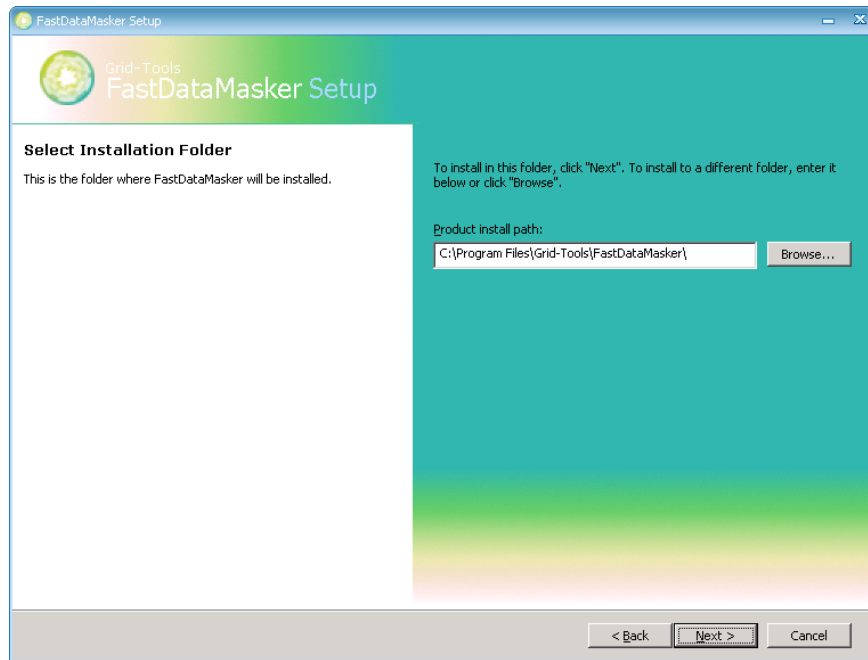 FastDataMasker Setup
Grid-Tools
FastDataMasker Setup
Select Installation Folder
This is the folder where FastDataMasker will be installed.
To install in this folder, click "Next". To install to a different folder, enter it
below or click "Browse".
Product install path:
C:\Program Files\Grid-Tools\FastDataMasker\
Browse...
< Back
Next >
Cancel